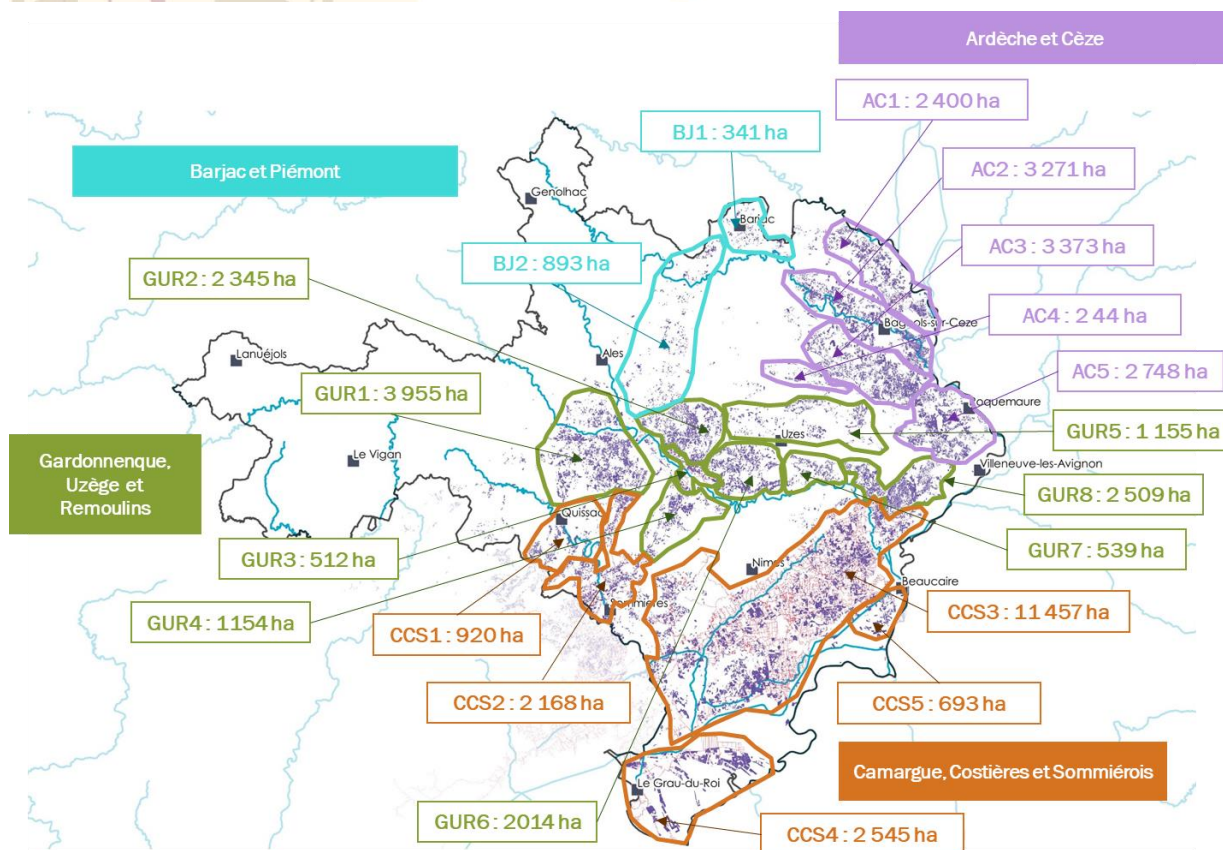 Ardèche et Cèze
AC1 : 2 400 ha
BJ1 : 341 ha
AC2 : 3 271 ha
Barjac et Piémont
Genolhac
Barjac
AC3 : 3 373 ha
BJ2 : 893 ha
GUR2 : 2 345 ha
AC4 : 2 44 ha
Bagnols-sur-Ceze
Lanuéjols
Ales
AC5 : 2 748 ha
GUR1 : 3 955 ha
Roquemaure
GUR5 : 1 155 ha
Uzes
Gardonnenque,
Uzège et
Remoulins
Le Vigan
Villeneuve-les-Avignon
GUR8 : 2 509 ha
Quissac
GUR3 : 512 ha
GUR7 : 539 ha
Nimes
Beaucaire
GUR4 : 1154 ha
Sommieres
CCS1 : 920 ha
CCS3 : 11 457 ha
CCS2 : 2 168 ha
CCS5 : 693 ha
Camargue, Costières et Sommiérois
Le Grau-du-Roi
GUR6 : 2014 ha
CCS4 : 2 545 ha